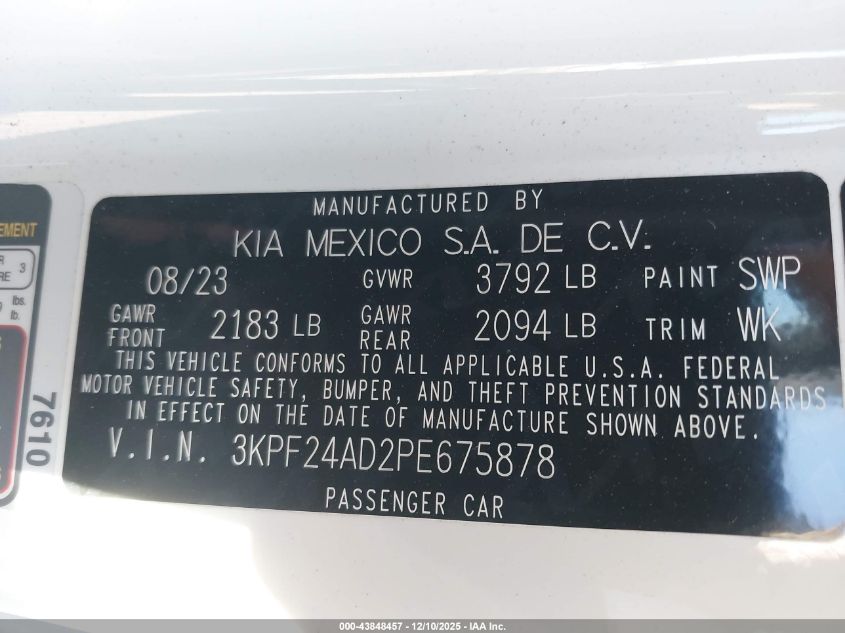 MANUFACTURED BY
KIA MEXICO S.A. DE C.V.
08/23 GVWR 3792 LB PAINT SWP
GAWR FRONT 2183 LB GAWR REAR 2094 LB TRIM WK
THIS VEHICLE CONFORMS TO ALL APPLICABLE U.S.A. FEDERAL
MOTOR VEHICLE SAFETY, BUMPER, AND THEFT PREVENTION STANDARDS
IN EFFECT ON THE DATE OF MANUFACTURE SHOWN ABOVE.
V.I.N. 3KPF24AD2PE675878
PASSENGER CAR
7610
3
lbs.
lb.
000-43848457 - 12/10/2025 - IAA Inc.